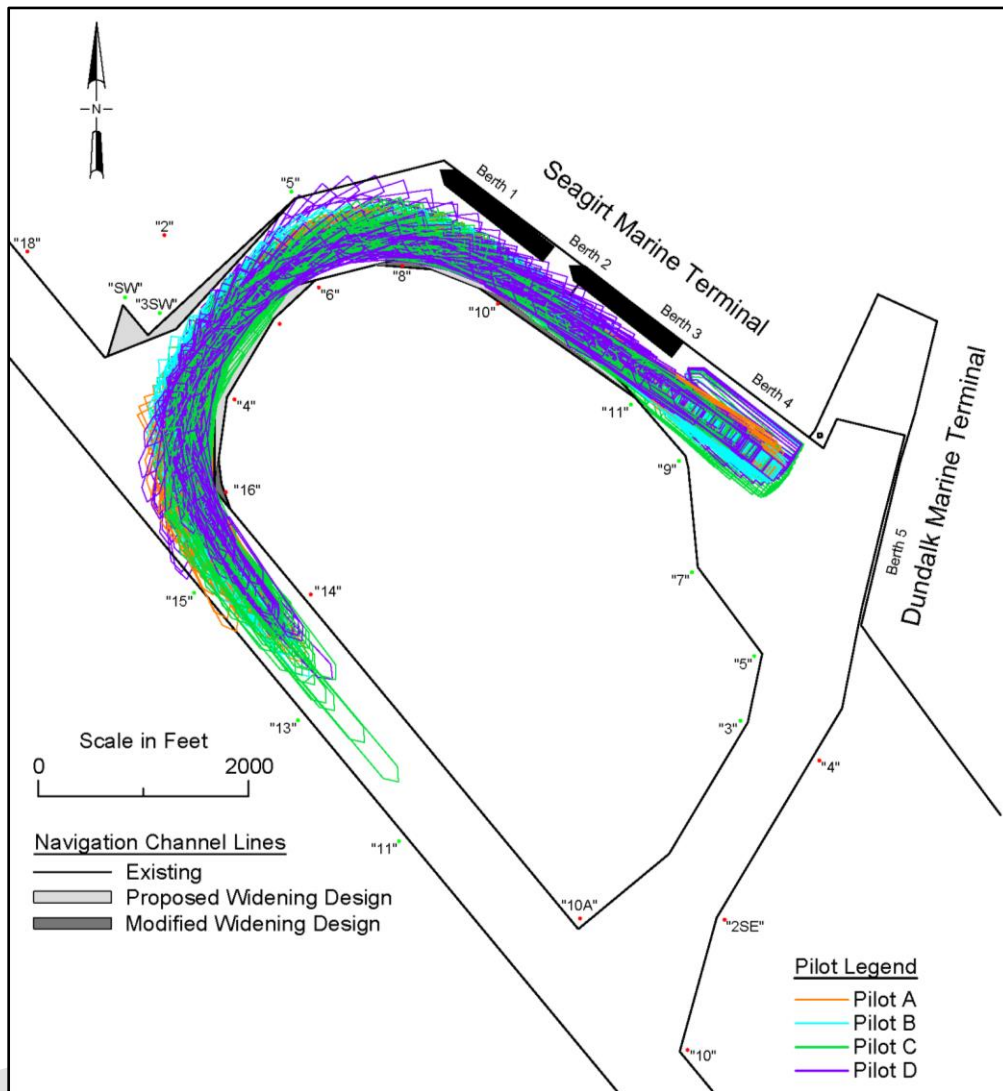 N
"5"
Berth 1
Seagirt Marine Terminal
"2"
"18"
Berth 2
"8"
"SW"
"6"
"3SW"
"10"
Berth 3
Berth 4
"4"
"11"
"9"
Dundalk Marine Terminal
"16"
Berth 5
"7"
"14"
"15"
"5"
"13"
"3"
Scale in Feet
0 2000
"4"
Navigation Channel Lines
Existing
Proposed Widening Design
Modified Widening Design
"11"
"10A"
"2SE"
Pilot Legend
Pilot A
Pilot B
Pilot C
Pilot D
"10"